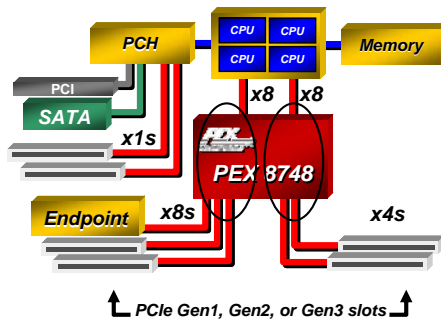 PCH
CPU CPU
CPU CPU
Memory
PCI
SATA
x8 x8
x1s
PEX
PEX 8748
Endpoint
x8s
x4s
PCIe Gen1, Gen2, or Gen3 slots